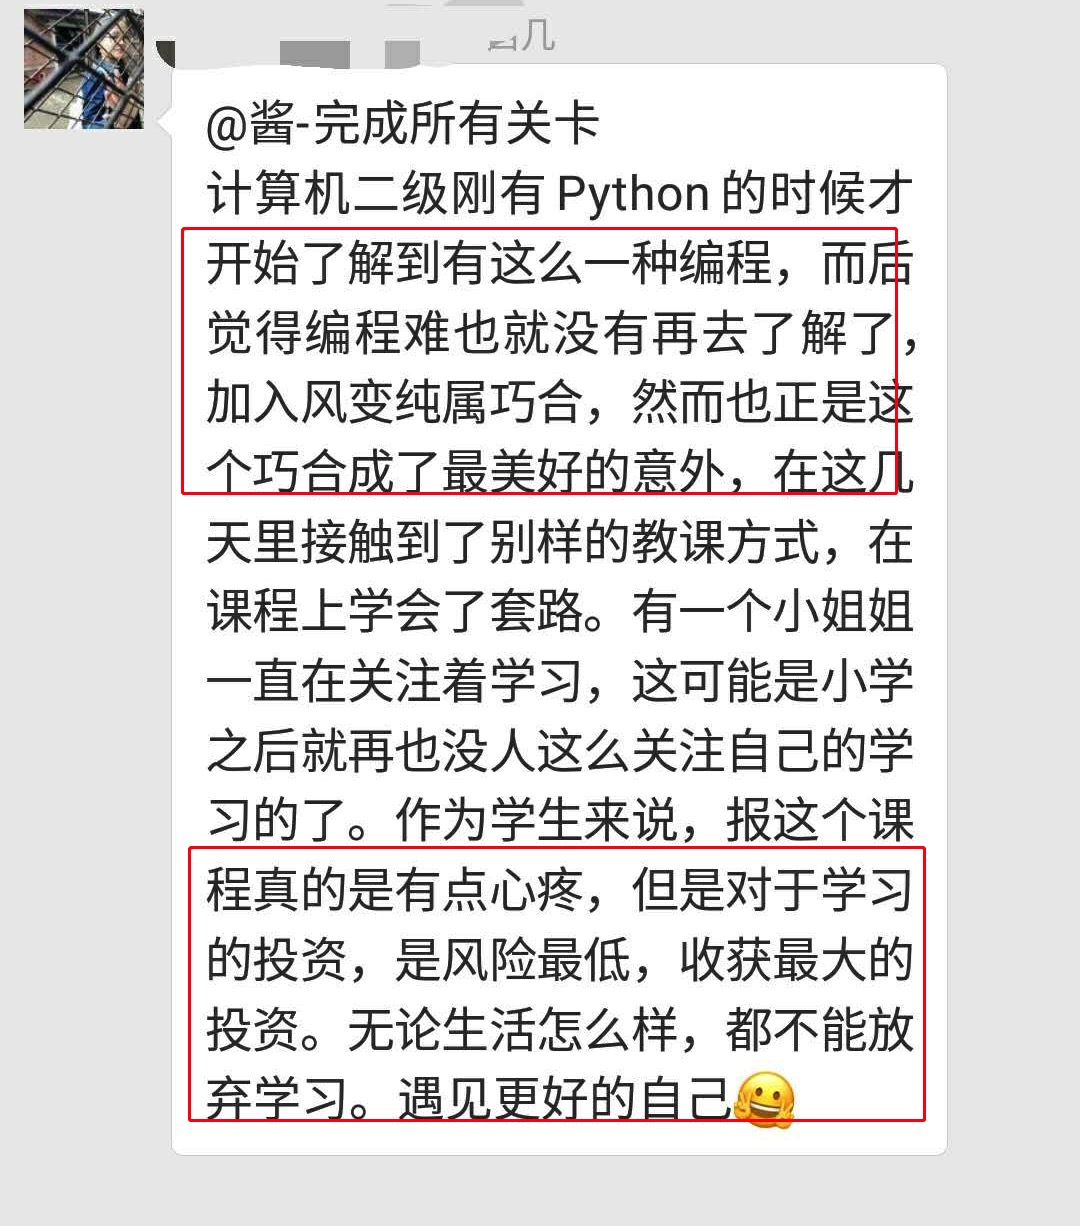 @酱-完成所有关卡
计算机二级刚有Python的时候才
开始了解到有这么一种编程，而后
觉得编程难也就没有再去了解了，
加入风变纯属巧合，然而也正是这
个巧合成了最美好的意外，在这几
天里接触到了别样的教课方式，在
课程上学会了套路。有一个小姐姐
一直在关注着学习，这可能是小学
之后就再也没人这么关注自己的学
习的了。作为学生来说，报这个课
程真的是有点心疼，但是对于学习
的投资，是风险最低，收获最大的
投资。无论生活怎么样，都不能放
弃学习。遇见更好的自己🤗